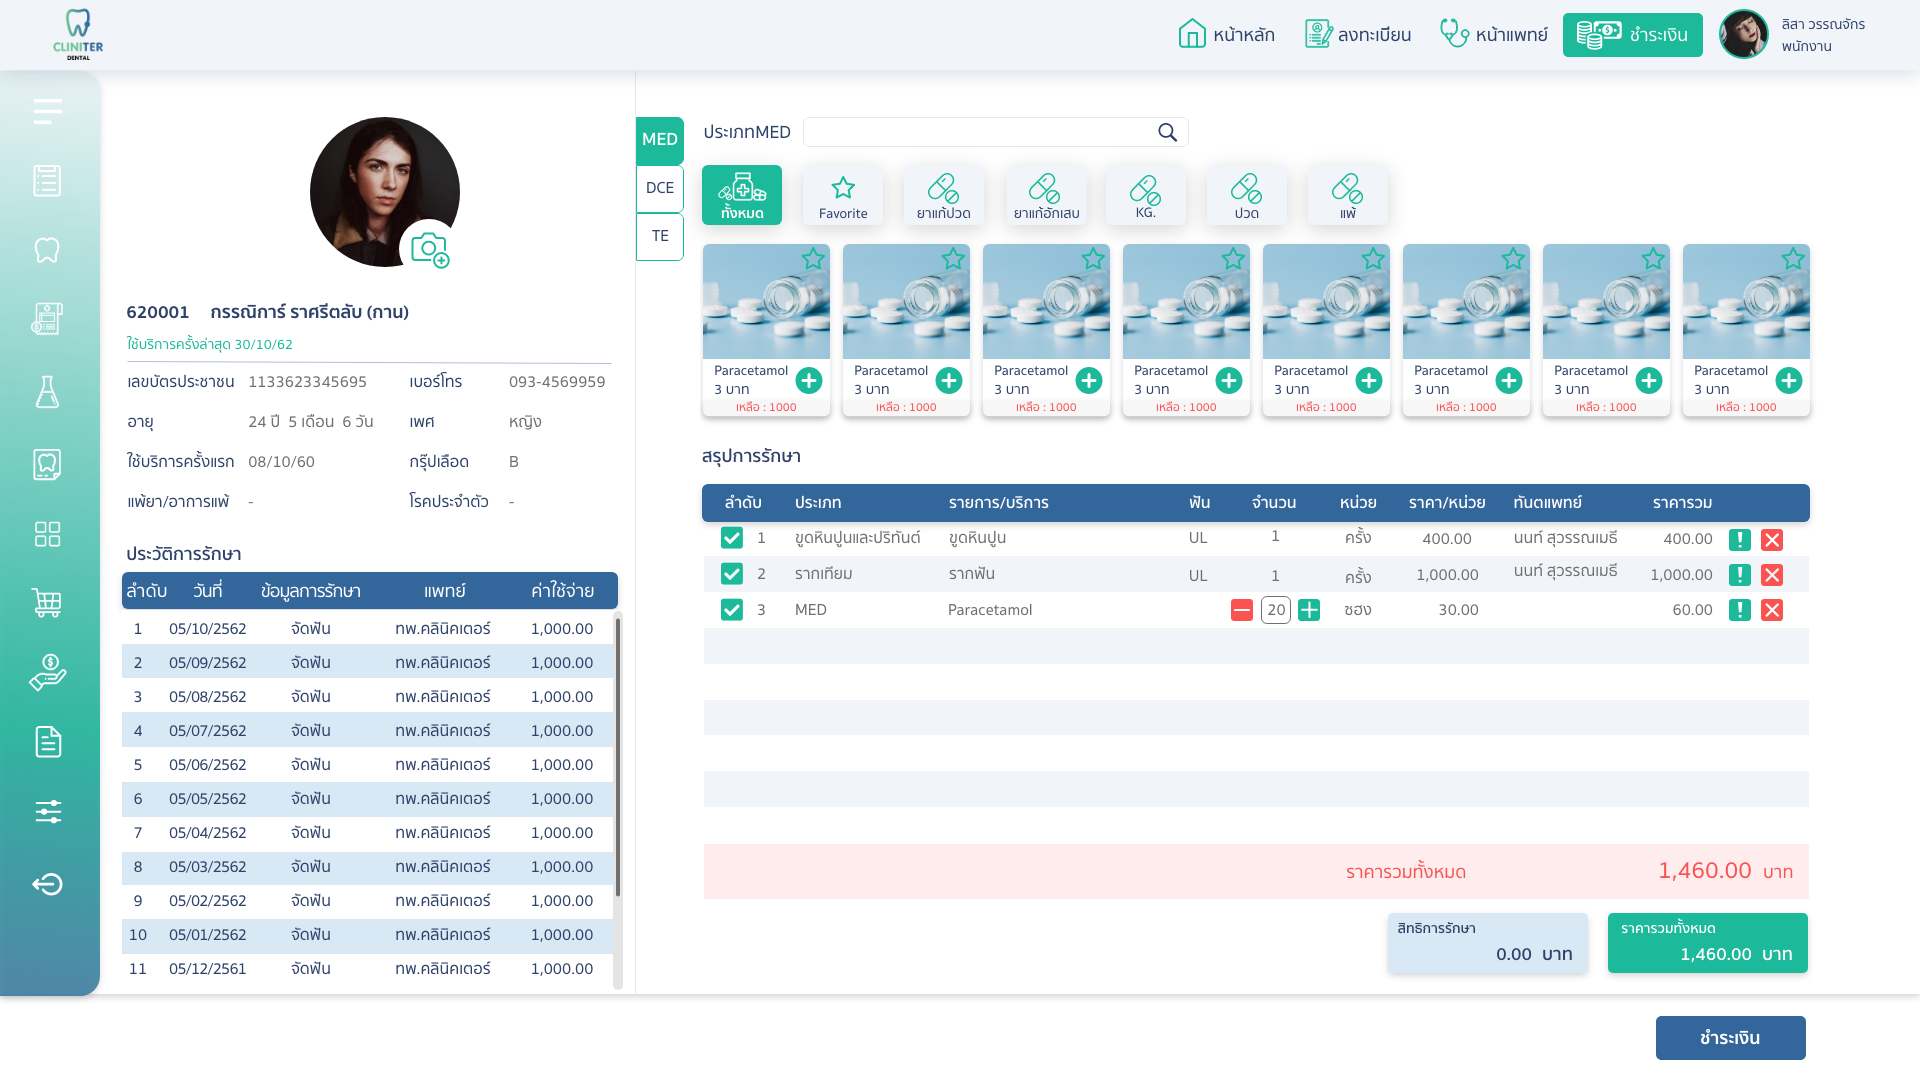 CLINITER
DENTAL
หน้าหลัก
ลงทะเบียน
หน้าแพทย์
ชำระเงิน
ลิสา วรรณจักร
พนักงาน
620001 กรรณิการ์ ราศรีตลับ (กาน)
ใช้บริการครั้งล่าสุด 30/10/62
เลขบัตรประชาชน 1133623345695 เบอร์โทร 093-4569959
อายุ 24 ปี 5 เดือน 6 วัน เพศ หญิง
ใช้บริการครั้งแรก 08/10/60 กรุ๊ปเลือด B
แพ้ยา/อาการแพ้ - โรคประจำตัว -
ประวัติการรักษา
ลำดับ วันที่ ข้อมูลการรักษา แพทย์ ค่าใช้จ่าย
1 05/10/2562 จัดฟัน ทพ.คลินิคเตอร์ 1,000.00
2 05/09/2562 จัดฟัน ทพ.คลินิคเตอร์ 1,000.00
3 05/08/2562 จัดฟัน ทพ.คลินิคเตอร์ 1,000.00
4 05/07/2562 จัดฟัน ทพ.คลินิคเตอร์ 1,000.00
5 05/06/2562 จัดฟัน ทพ.คลินิคเตอร์ 1,000.00
6 05/05/2562 จัดฟัน ทพ.คลินิคเตอร์ 1,000.00
7 05/04/2562 จัดฟัน ทพ.คลินิคเตอร์ 1,000.00
8 05/03/2562 จัดฟัน ทพ.คลินิคเตอร์ 1,000.00
9 05/02/2562 จัดฟัน ทพ.คลินิคเตอร์ 1,000.00
10 05/01/2562 จัดฟัน ทพ.คลินิคเตอร์ 1,000.00
11 05/12/2561 จัดฟัน ทพ.คลินิคเตอร์ 1,000.00
MED
DCE
TE
ประเภทMED
ทั้งหมด Favorite ยาแก้ปวด ยาแก้อักเสบ KG. ปวด แพ้
Paracetamol Paracetamol Paracetamol Paracetamol Paracetamol Paracetamol Paracetamol Paracetamol
3 บาท 3 บาท 3 บาท 3 บาท 3 บาท 3 บาท 3 บาท 3 บาท
เหลือ : 1000 เหลือ : 1000 เหลือ : 1000 เหลือ : 1000 เหลือ : 1000 เหลือ : 1000 เหลือ : 1000 เหลือ : 1000
สรุปการรักษา
ลำดับ ประเภท รายการ/บริการ ฟัน จำนวน หน่วย ราคา/หน่วย ทันตแพทย์ ราคารวม
1 ขูดหินปูนและปริทันต์ ขูดหินปูน UL 1 ครั้ง 400.00 นนท์ สุวรรณเมธี 400.00
2 รากเทียม รากฟัน UL 1 ครั้ง 1,000.00 นนท์ สุวรรณเมธี 1,000.00
3 MED Paracetamol 20 ซฮง 30.00 60.00
ราคารวมทั้งหมด 1,460.00 บาท
สิทธิการรักษา
0.00 บาท
ราคารวมทั้งหมด
1,460.00 บาท
ชำระเงิน